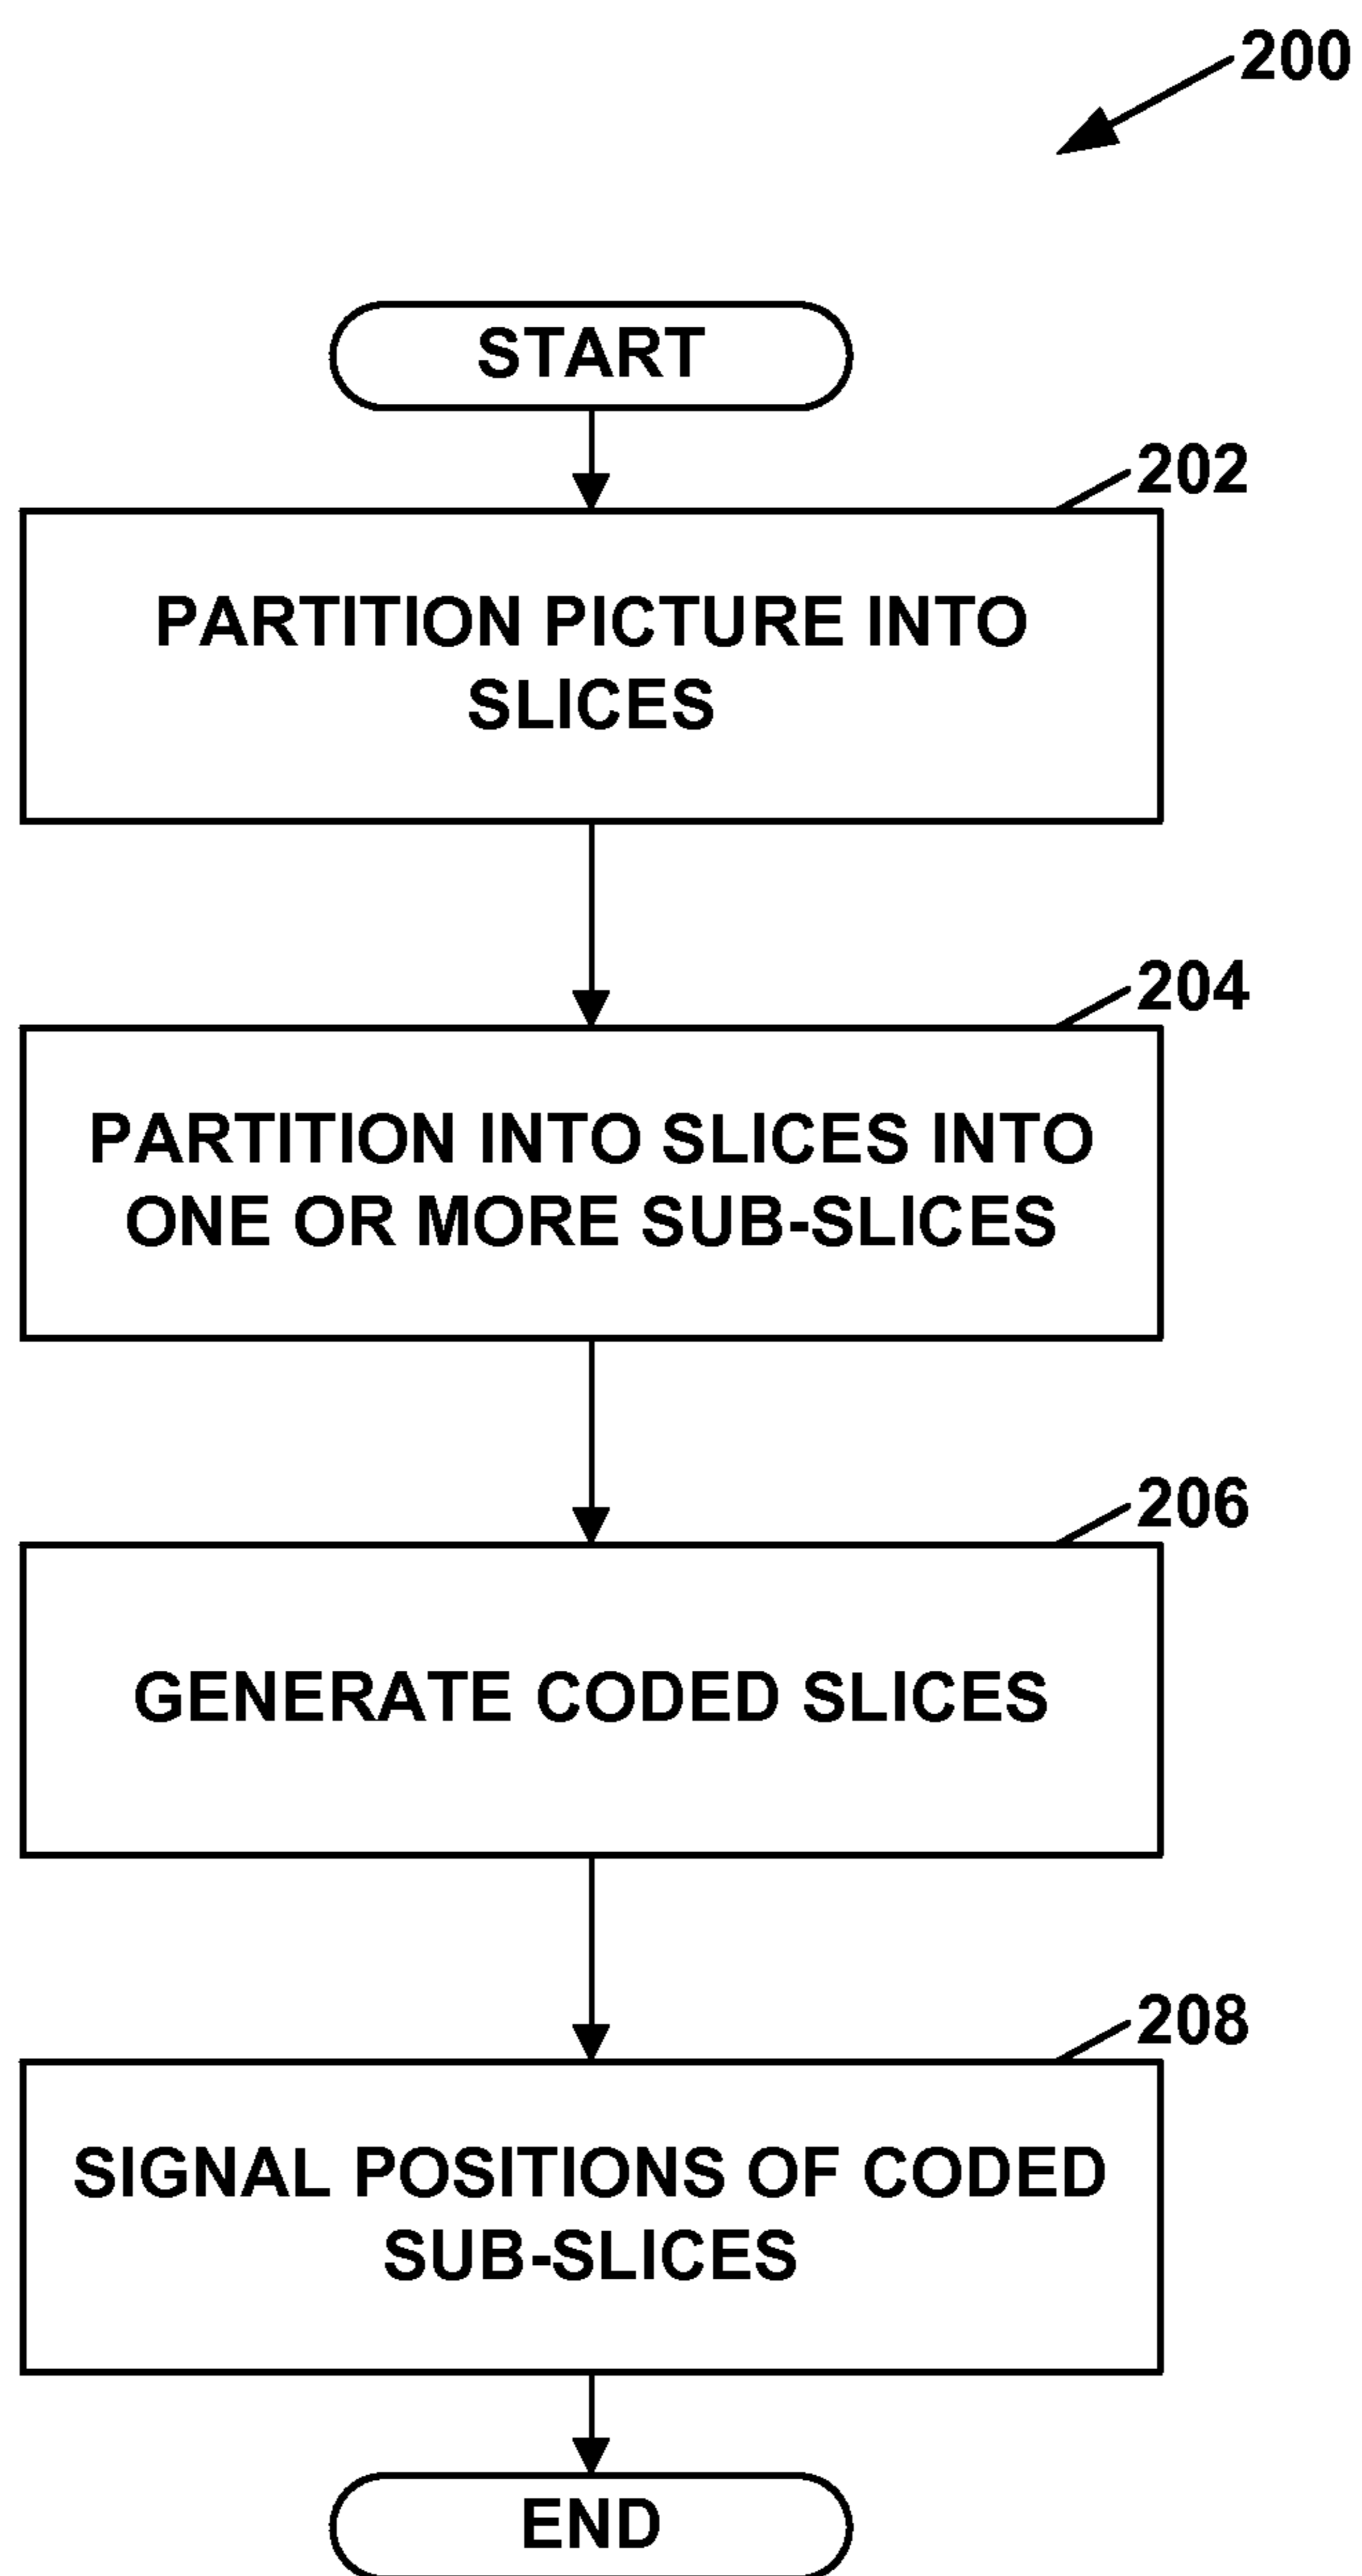 200
START
202
PARTITION PICTURE INTO
SLICES
204
PARTITION INTO SLICES INTO
ONE OR MORE SUB-SLICES
206
GENERATE CODED SLICES
208
SIGNAL POSITIONS OF CODED
SUB-SLICES
END